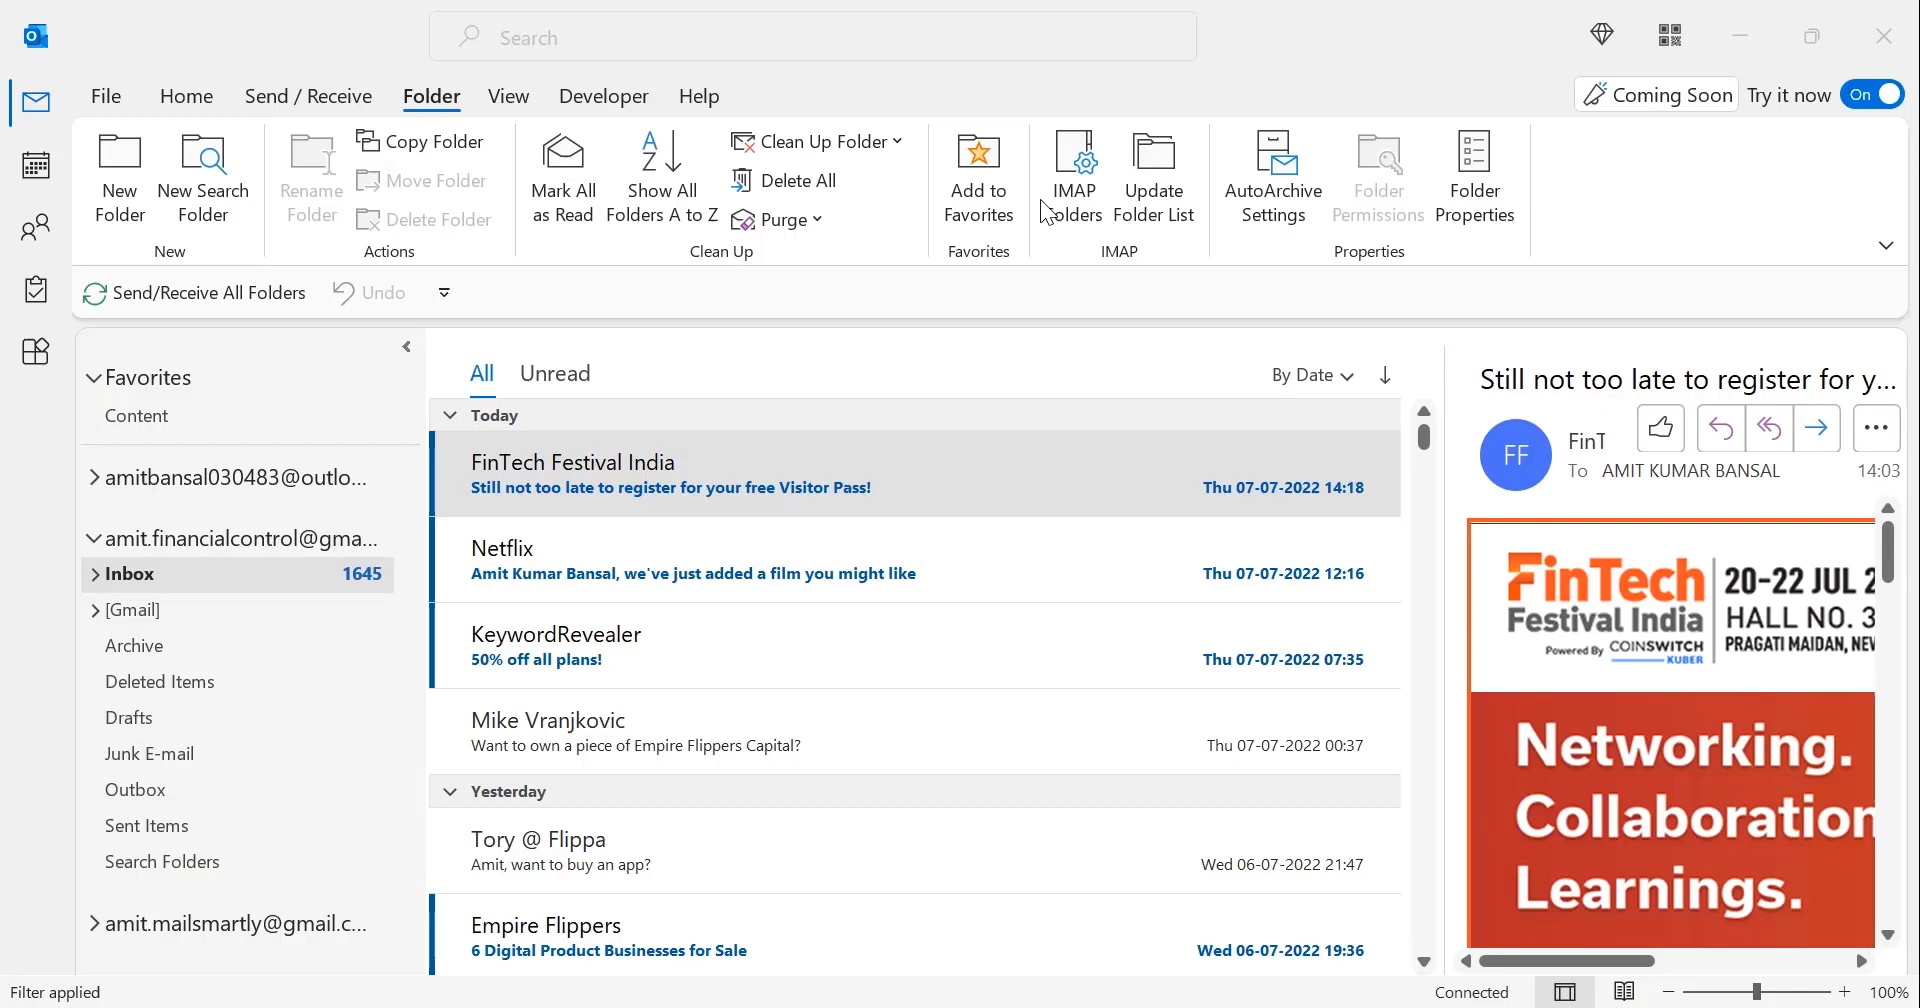 Search
File Home Send / Receive Folder View Developer Help
Coming Soon Try it now On
New Folder
New Search Folder
New
Rename Folder
Copy Folder
Move Folder
Delete Folder
Actions
Mark All as Read
Show All Folders A to Z
Clean Up Folder
Delete All
Purge
Clean Up
Add to Favorites
Favorites
IMAP Folders
Update Folder List
IMAP
AutoArchive Settings
Folder Permissions
Folder Properties
Properties
Send/Receive All Folders Undo
Favorites
Content
amitbansal030483@outlo...
amit.financialcontrol@gma...
Inbox 1645
[Gmail]
Archive
Deleted Items
Drafts
Junk E-mail
Outbox
Sent Items
Search Folders
amit.mailsmartly@gmail.c...
All Unread By Date
Today
FinTech Festival India
Still not too late to register for your free Visitor Pass! Thu 07-07-2022 14:18
Netflix
Amit Kumar Bansal, we've just added a film you might like Thu 07-07-2022 12:16
KeywordRevealer
50% off all plans! Thu 07-07-2022 07:35
Mike Vranjkovic
Want to own a piece of Empire Flippers Capital? Thu 07-07-2022 00:37
Yesterday
Tory @ Flippa
Amit, want to buy an app? Wed 06-07-2022 21:47
Empire Flippers
6 Digital Product Businesses for Sale Wed 06-07-2022 19:36
Still not too late to register for y...
FF
FinT
To AMIT KUMAR BANSAL 14:03
FinTech
Festival India
Powered By COINSWITCH
KUBER
20-22 JUL 2
HALL NO. 3
PRAGATI MAIDAN, NEW
Networking.
Collaboration
Learnings.
Filter applied
Connected
100%